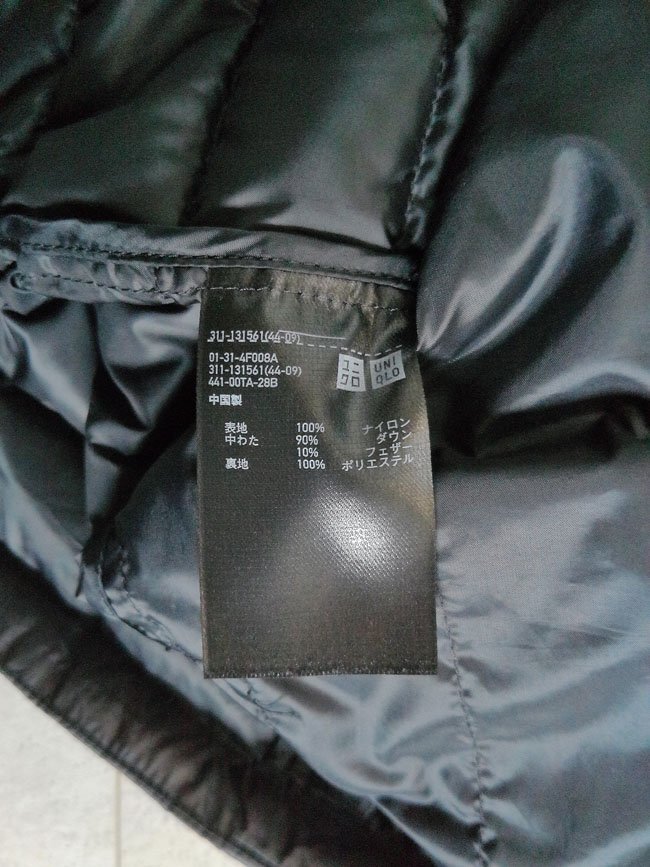 311-131561(44-09)
01-31-4F008A
311-131561(44-09)
441-00TA-28B
中国製
ユニ
クロ
UNI
QLO
表地 100% ナイロン
中わた 90% ダウン
10% フェザー
裏地 100% ポリエステル